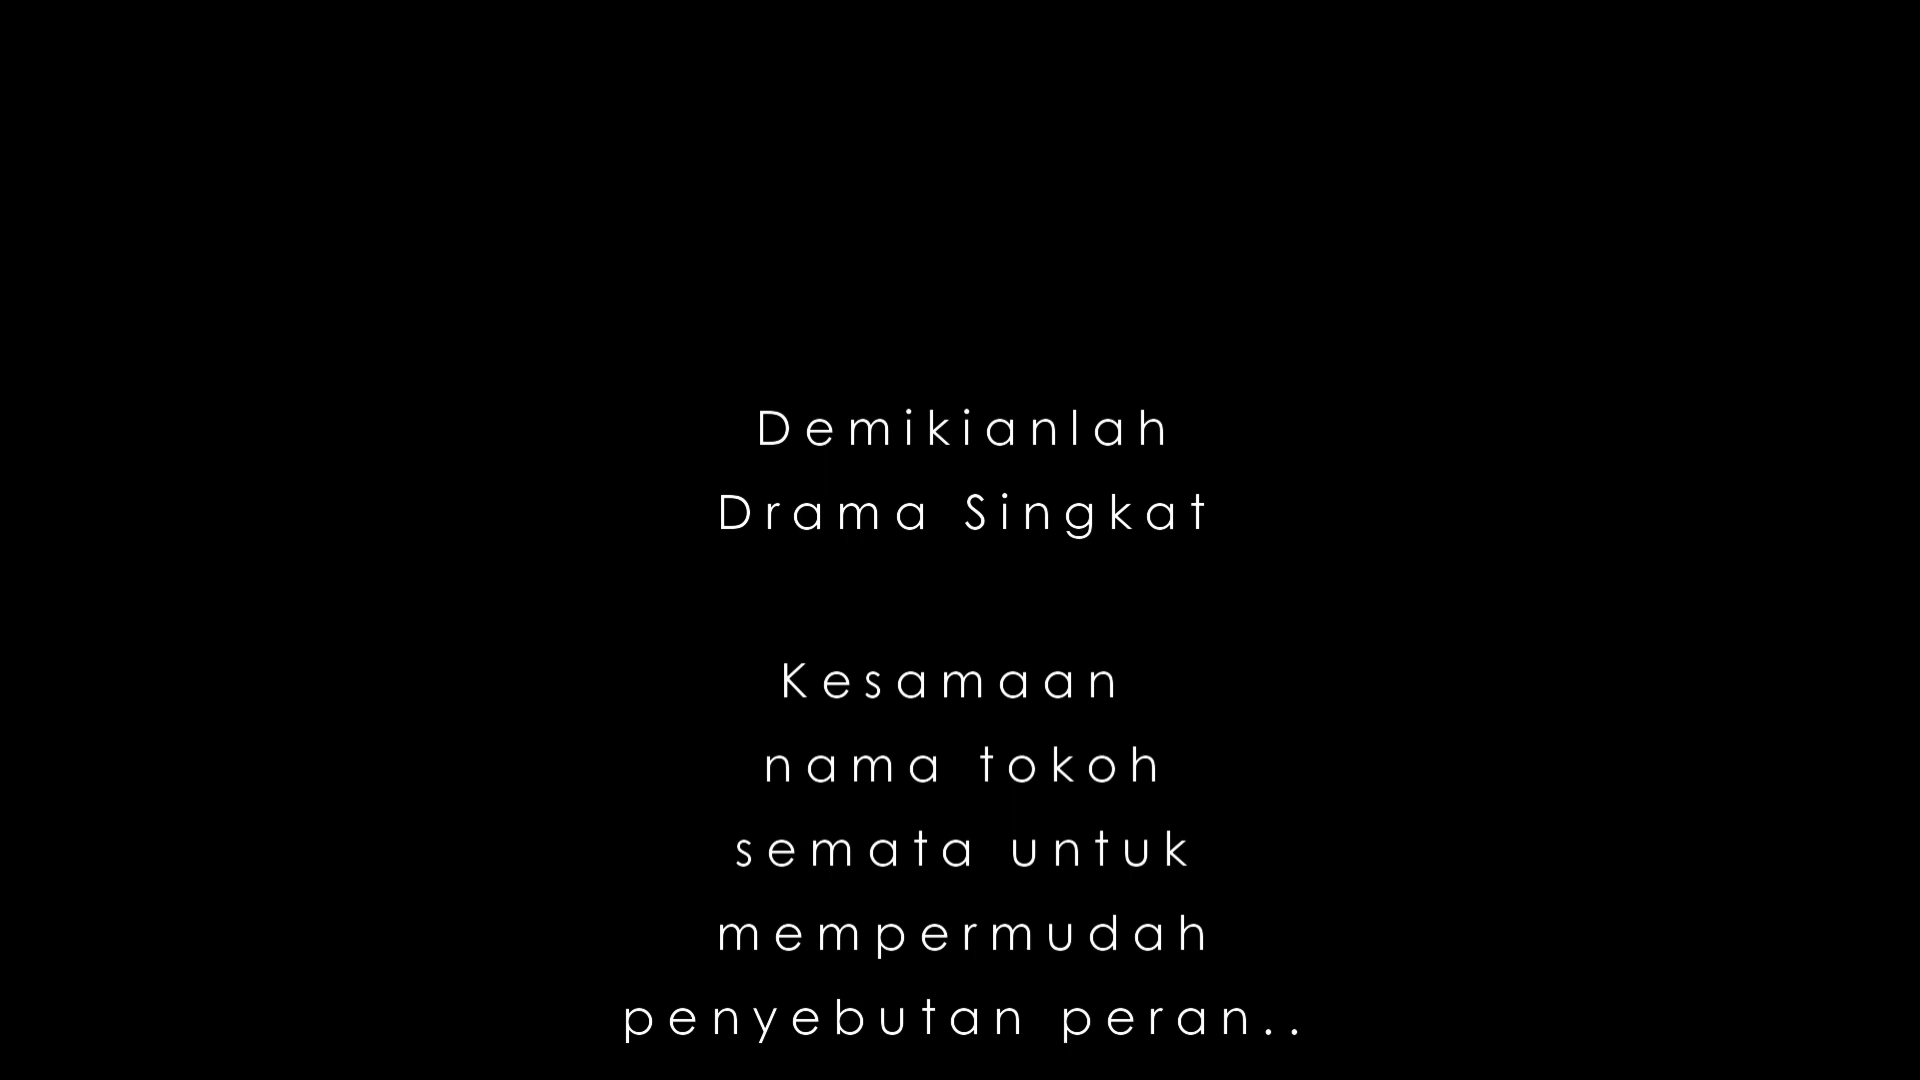 Demikianlah
Drama Singkat
Kesamaan
nama tokoh
semata untuk
mempermudah
penyebutan peran..